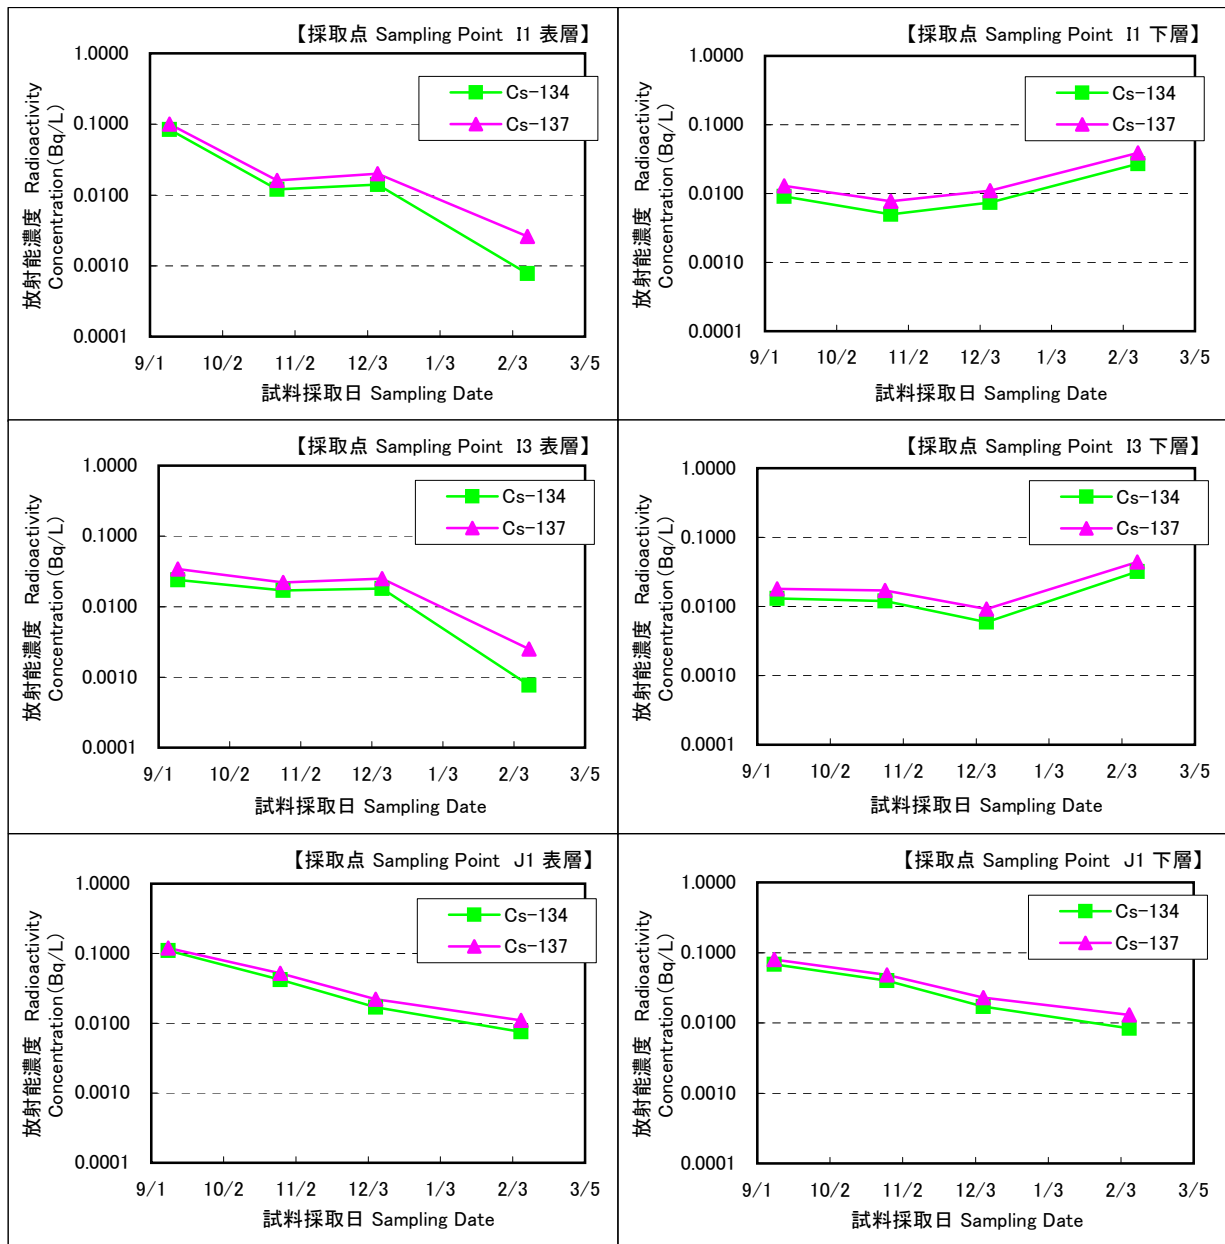 【採取点 Sampling Point I1 表層】
1.0000
0.1000
0.0100
0.0010
0.0001
放射能濃度 Radioactivity
Concentration(Bq/L)
Cs-134
Cs-137
9/1 10/2 11/2 12/3 1/3 2/3 3/5
試料採取日 Sampling Date
【採取点 Sampling Point I1 下層】
1.0000
0.1000
0.0100
0.0010
0.0001
放射能濃度 Radioactivity
Concentration(Bq/L)
Cs-134
Cs-137
9/1 10/2 11/2 12/3 1/3 2/3 3/5
試料採取日 Sampling Date
【採取点 Sampling Point I3 表層】
1.0000
0.1000
0.0100
0.0010
0.0001
放射能濃度 Radioactivity
Concentration(Bq/L)
Cs-134
Cs-137
9/1 10/2 11/2 12/3 1/3 2/3 3/5
試料採取日 Sampling Date
【採取点 Sampling Point I3 下層】
1.0000
0.1000
0.0100
0.0010
0.0001
放射能濃度 Radioactivity
Concentration(Bq/L)
Cs-134
Cs-137
9/1 10/2 11/2 12/3 1/3 2/3 3/5
試料採取日 Sampling Date
【採取点 Sampling Point J1 表層】
1.0000
0.1000
0.0100
0.0010
0.0001
放射能濃度 Radioactivity
Concentration(Bq/L)
Cs-134
Cs-137
9/1 10/2 11/2 12/3 1/3 2/3 3/5
試料採取日 Sampling Date
【採取点 Sampling Point J1 下層】
1.0000
0.1000
0.0100
0.0010
0.0001
放射能濃度 Radioactivity
Concentration(Bq/L)
Cs-134
Cs-137
9/1 10/2 11/2 12/3 1/3 2/3 3/5
試料採取日 Sampling Date